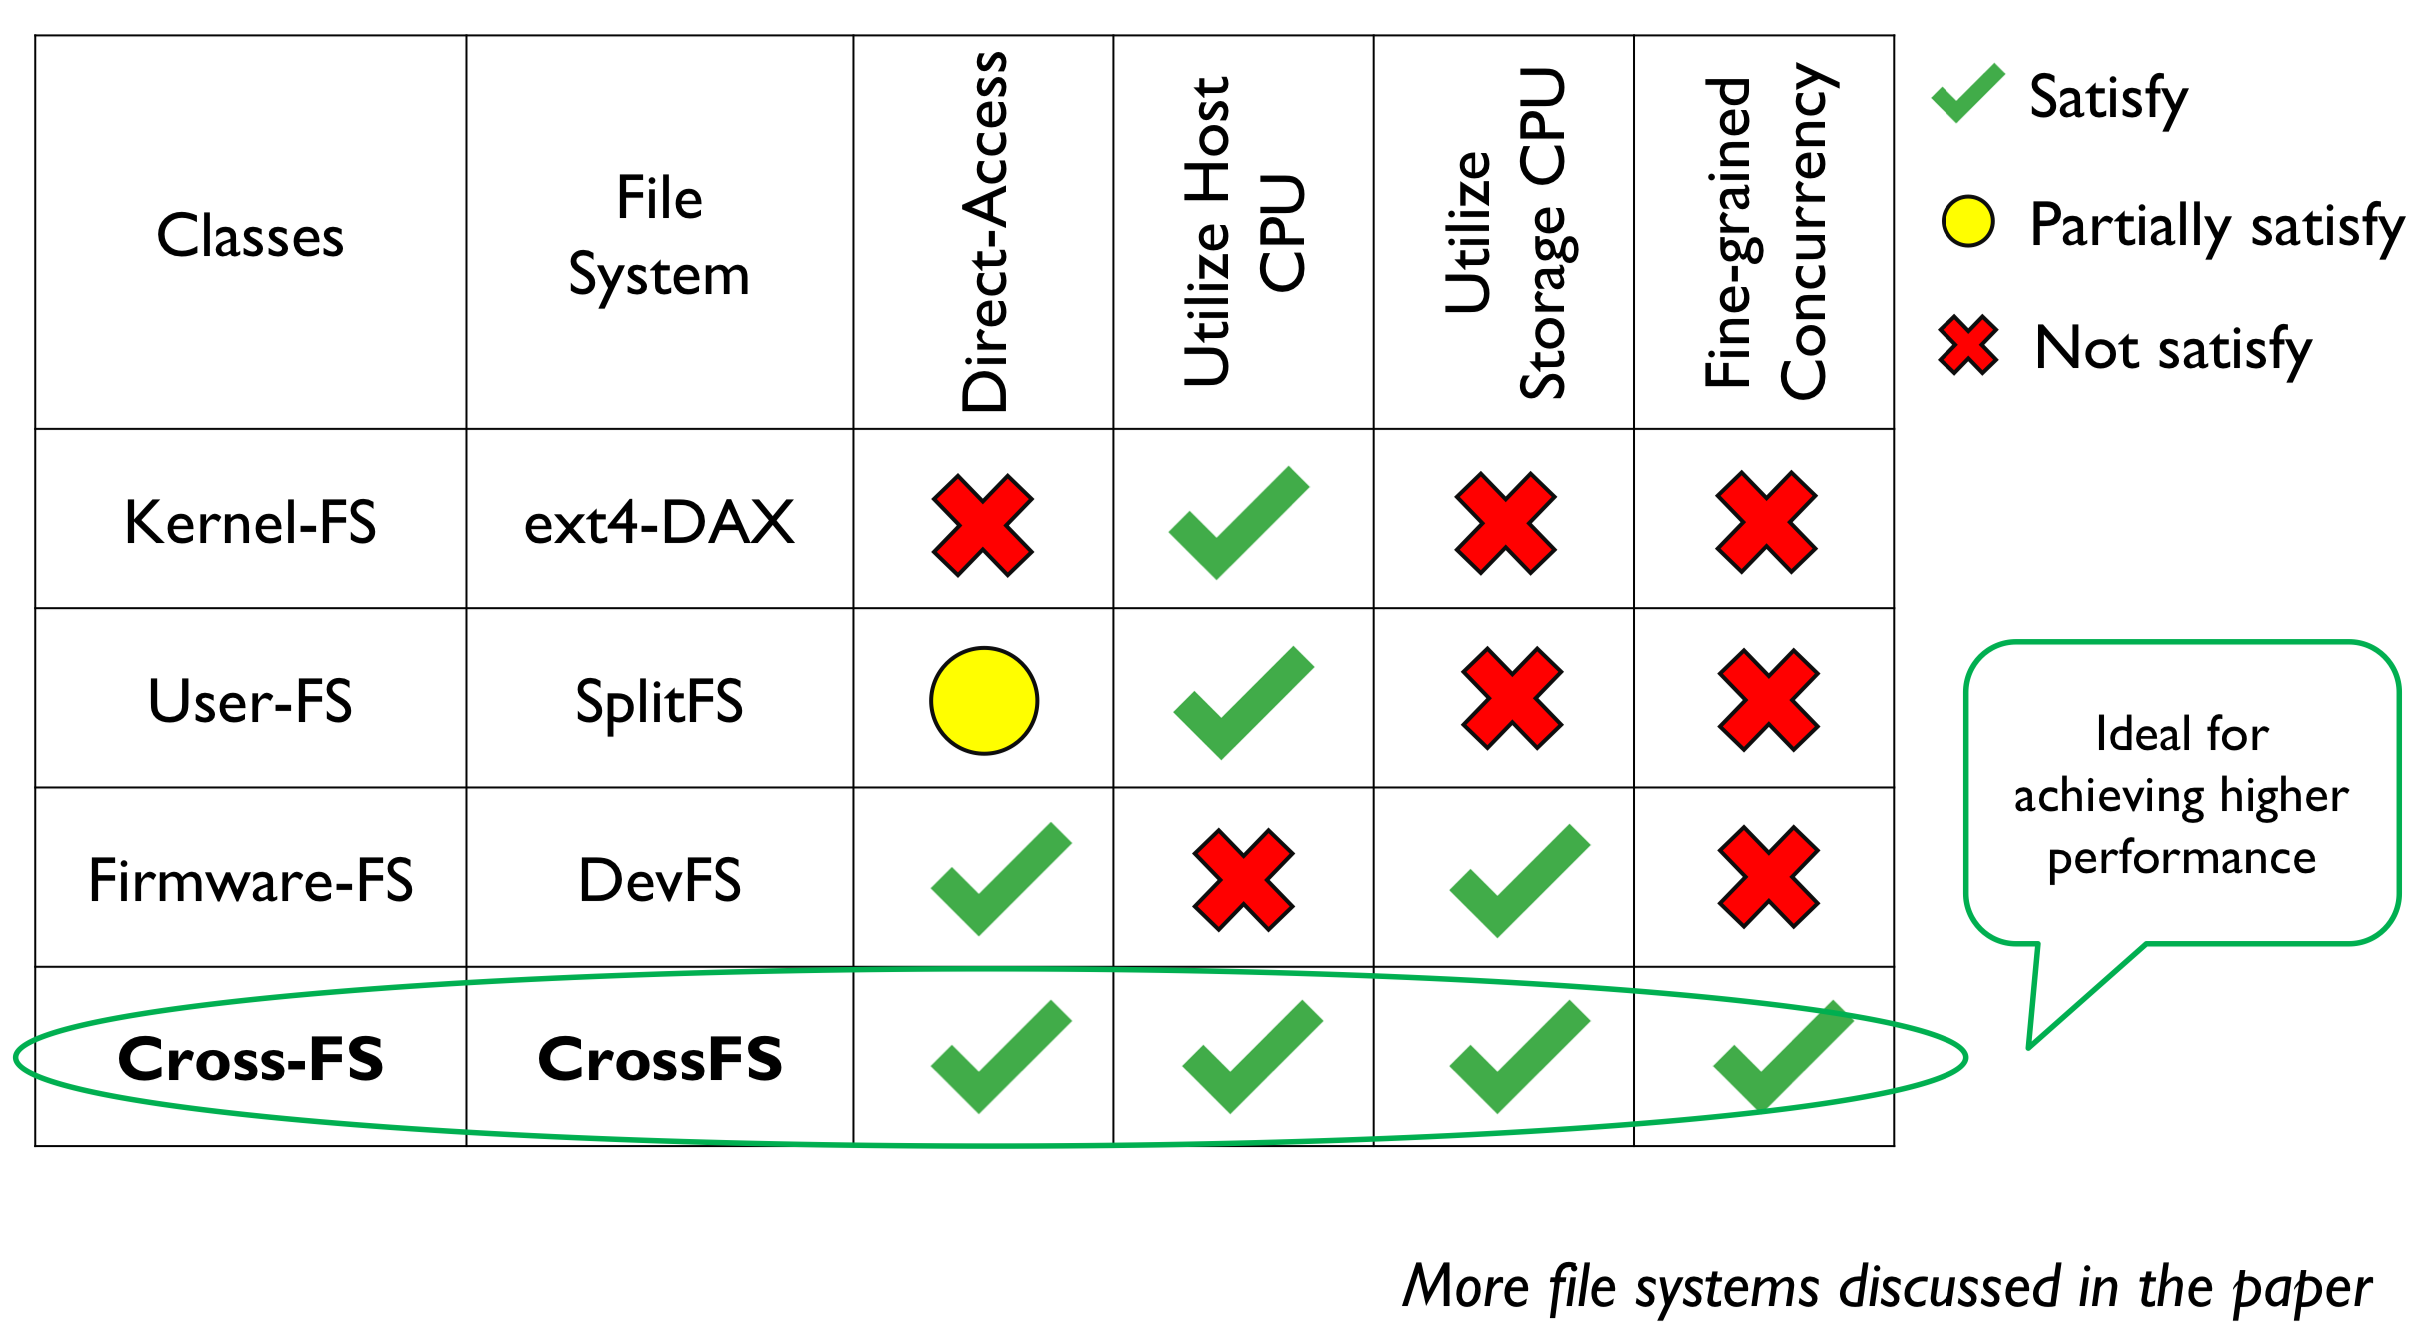 Classes
File
System
Direct-Access
Utilize Host
CPU
Utilize
Storage CPU
Fine-grained
Concurrency
Satisfy
Partially satisfy
Not satisfy
Kernel-FS
ext4-DAX
User-FS
SplitFS
Firmware-FS
DevFS
Cross-FS
CrossFS
Ideal for
achieving higher
performance
More file systems discussed in the paper